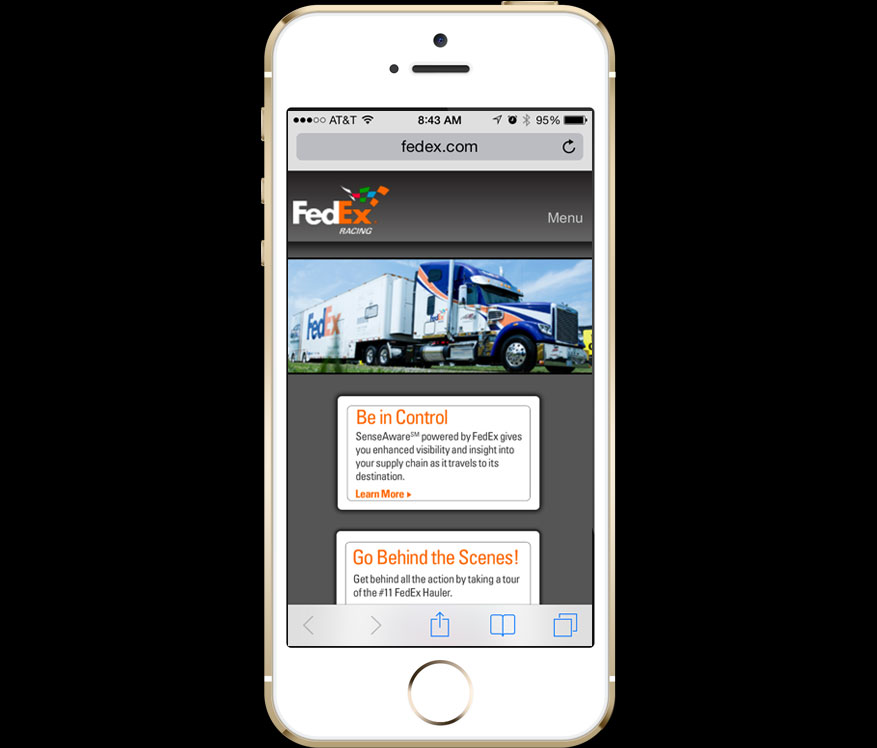 AT&T 8:43 AM 95%
fedex.com
FedEx
RACING
Menu
FedEx
FedEx
Be in Control
SenseAware℠ powered by FedEx gives
you enhanced visibility and insight into
your supply chain as it travels to its
destination.
Learn More
Go Behind the Scenes!
Get behind all the action by taking a tour
of the #11 FedEx Hauler.